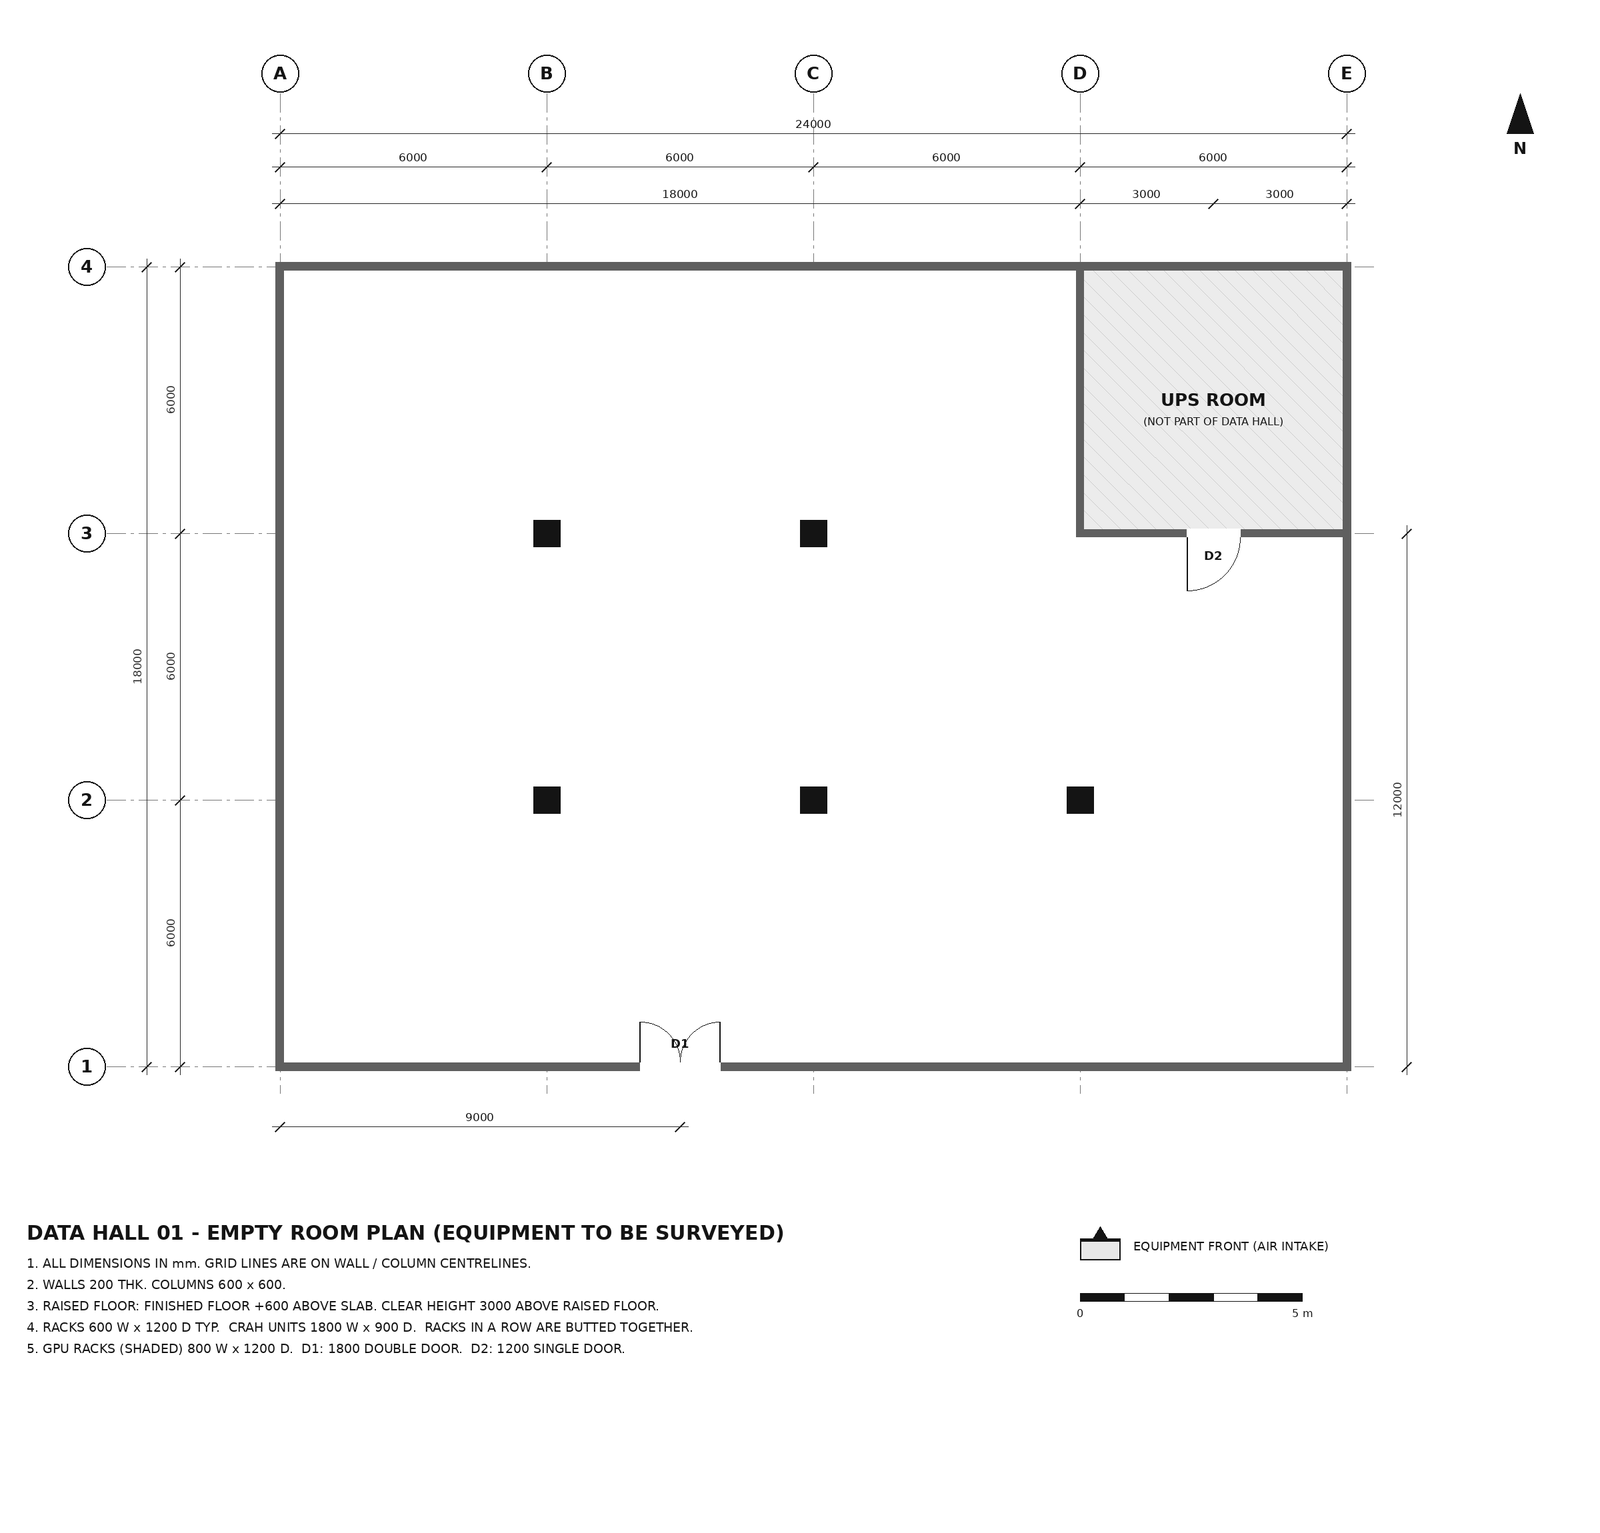 A B C D E
24000
N
6000 6000 6000 6000
18000 3000 3000
4
6000
UPS ROOM
(NOT PART OF DATA HALL)
3
D2
18000
6000
2
12000
6000
D1
1
9000
DATA HALL 01 - EMPTY ROOM PLAN (EQUIPMENT TO BE SURVEYED)
1. ALL DIMENSIONS IN mm. GRID LINES ARE ON WALL / COLUMN CENTRELINES.
2. WALLS 200 THK. COLUMNS 600 x 600.
3. RAISED FLOOR: FINISHED FLOOR +600 ABOVE SLAB. CLEAR HEIGHT 3000 ABOVE RAISED FLOOR.
4. RACKS 600 W x 1200 D TYP. CRAH UNITS 1800 W x 900 D. RACKS IN A ROW ARE BUTTED TOGETHER.
5. GPU RACKS (SHADED) 800 W x 1200 D. D1: 1800 DOUBLE DOOR. D2: 1200 SINGLE DOOR.
EQUIPMENT FRONT (AIR INTAKE)
0 5 m